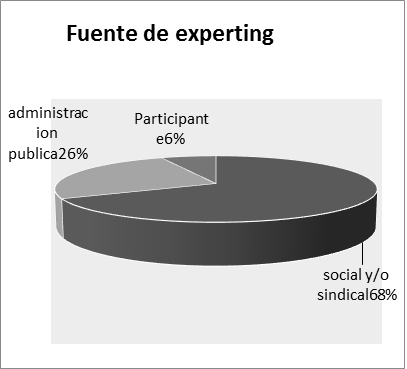 Fuente de experting
administrac
ion
publica26%
Participant
e6%
social y/o
sindical68%